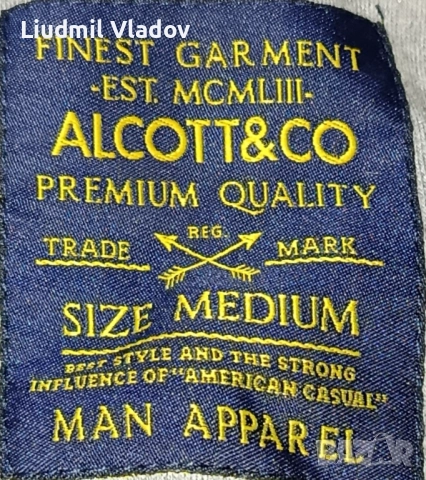 Liudmil Vladov
FINEST GARMENT
-EST. MCMLIII-
ALCOTT&CO
PREMIUM QUALITY
REG.
TRADE MARK
SIZE MEDIUM
BEST STYLE AND THE STRONG
INFLUENCE OF "AMERICAN CASUAL"
MAN APPAREL
BAZAR